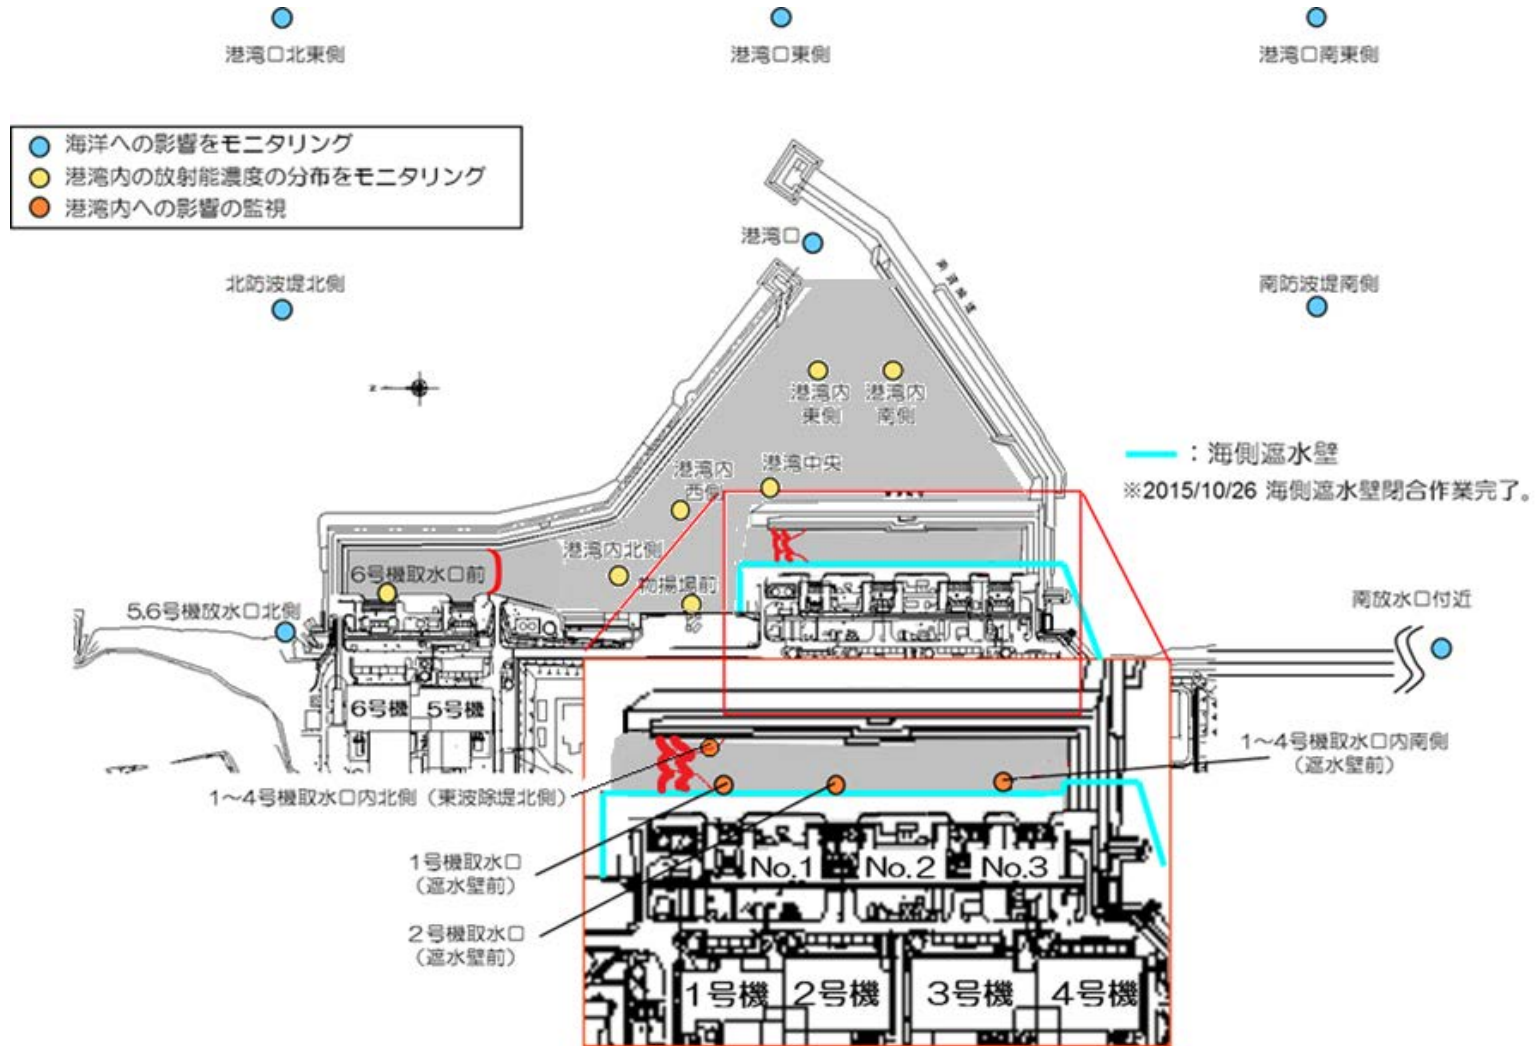 港湾口北東側
港湾口東側
港湾口南東側
海洋への影響をモニタリング
港湾内の放射能濃度の分布をモニタリング
港湾内への影響の監視
港湾口
北防波堤北側
南防波堤南側
港湾内
東側
港湾内
南側
：海側遮水壁
※2015/10/26 海側遮水壁閉合作業完了。
港湾中央
港湾内
西側
港湾内北側
6号機取水口前
物揚場前
5,6号機放水口北側
南放水口付近
6号機
5号機
1～4号機取水口内南側
（遮水壁前）
1～4号機取水口内北側（東波除堤北側）
1号機取水口
（遮水壁前）
No.1
No.2
No.3
2号機取水口
（遮水壁前）
1号機
2号機
3号機
4号機